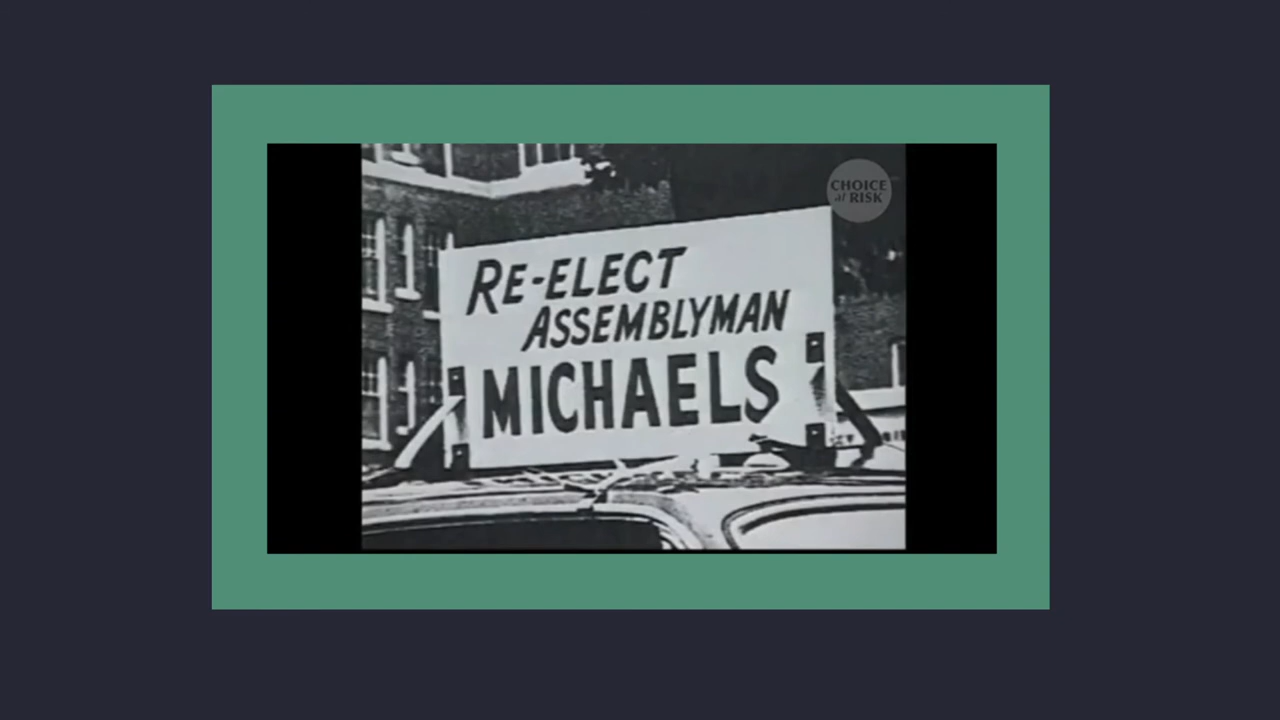 CHOICE
at RISK
RE-ELECT
ASSEMBLYMAN
MICHAELS